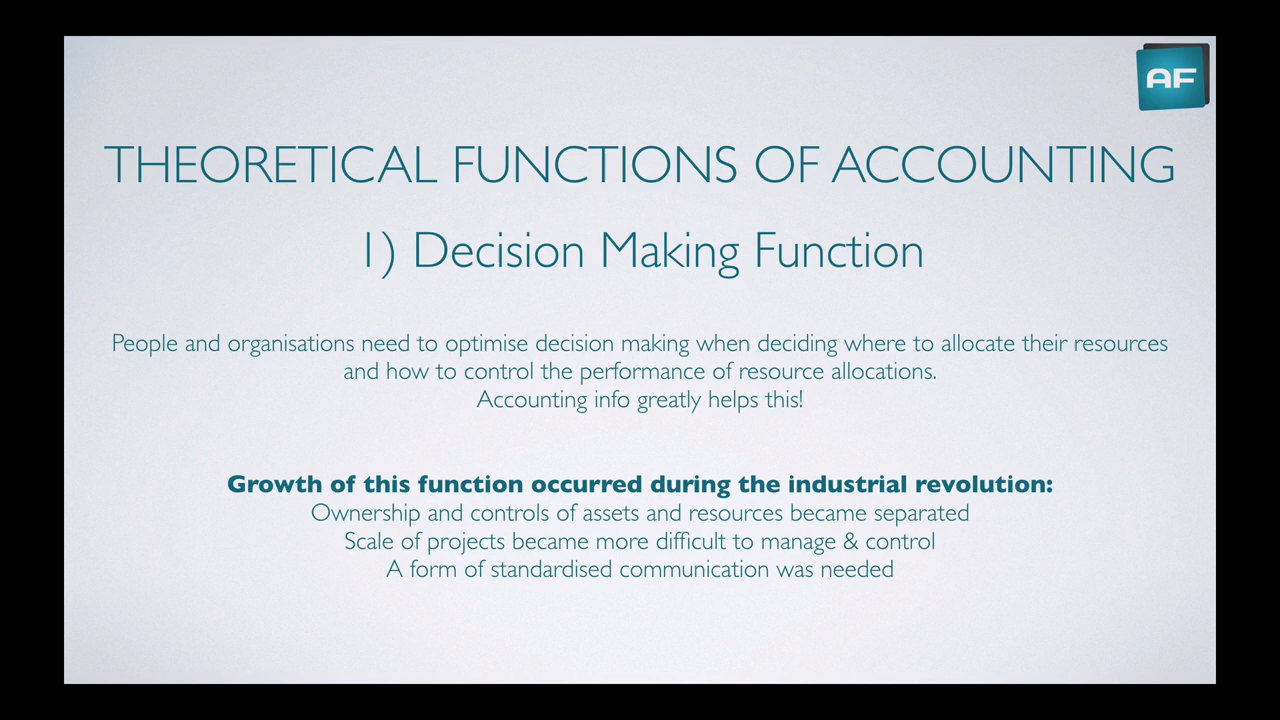 AF
THEORETICAL FUNCTIONS OF ACCOUNTING
1) Decision Making Function
People and organisations need to optimise decision making when deciding where to allocate their resources
and how to control the performance of resource allocations.
Accounting info greatly helps this!
Growth of this function occurred during the industrial revolution:
Ownership and controls of assets and resources became separated
Scale of projects became more difficult to manage & control
A form of standardised communication was needed